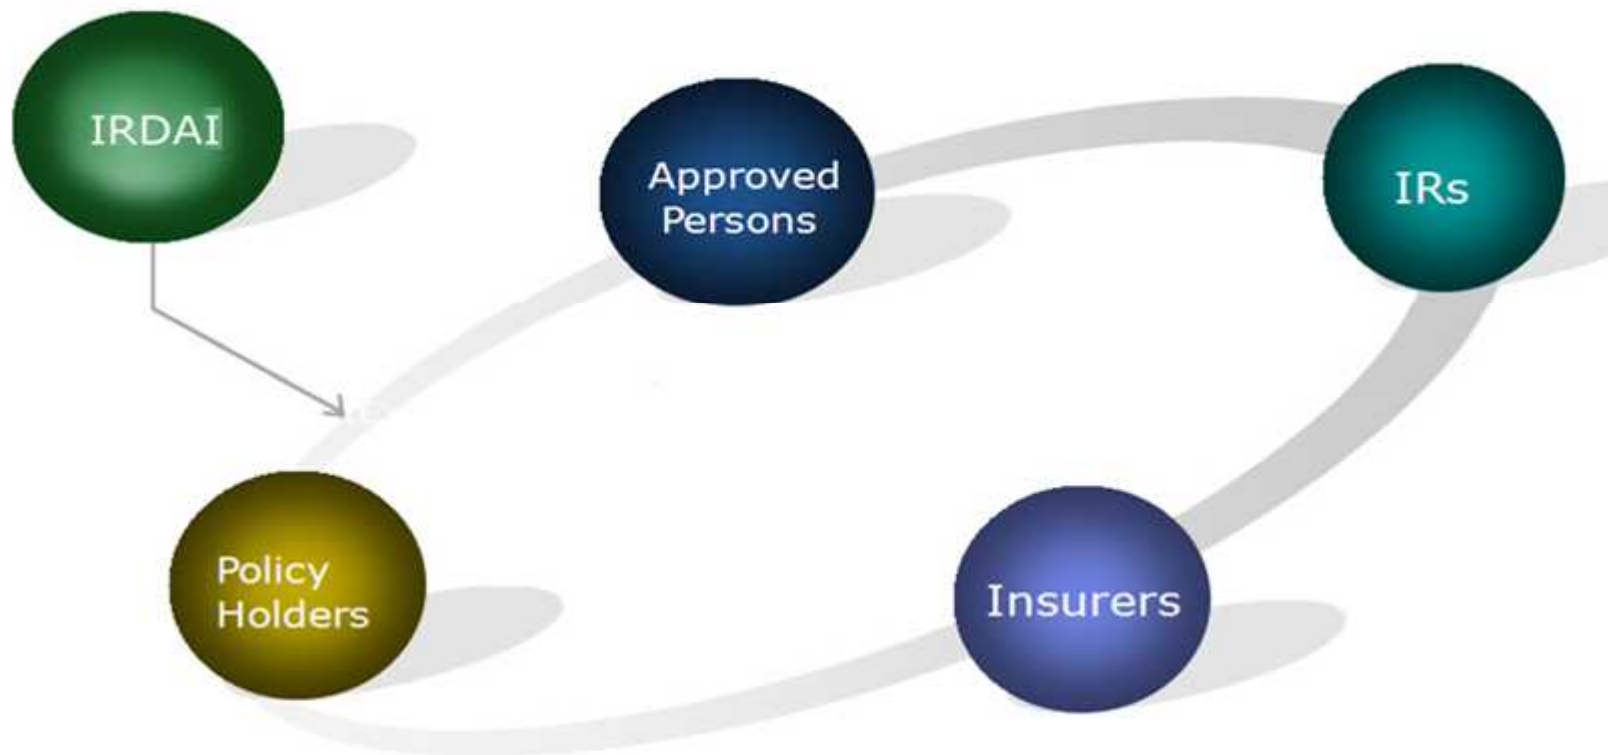 IRDAI
Approved
Persons
IRs
Policy
Holders
Insurers